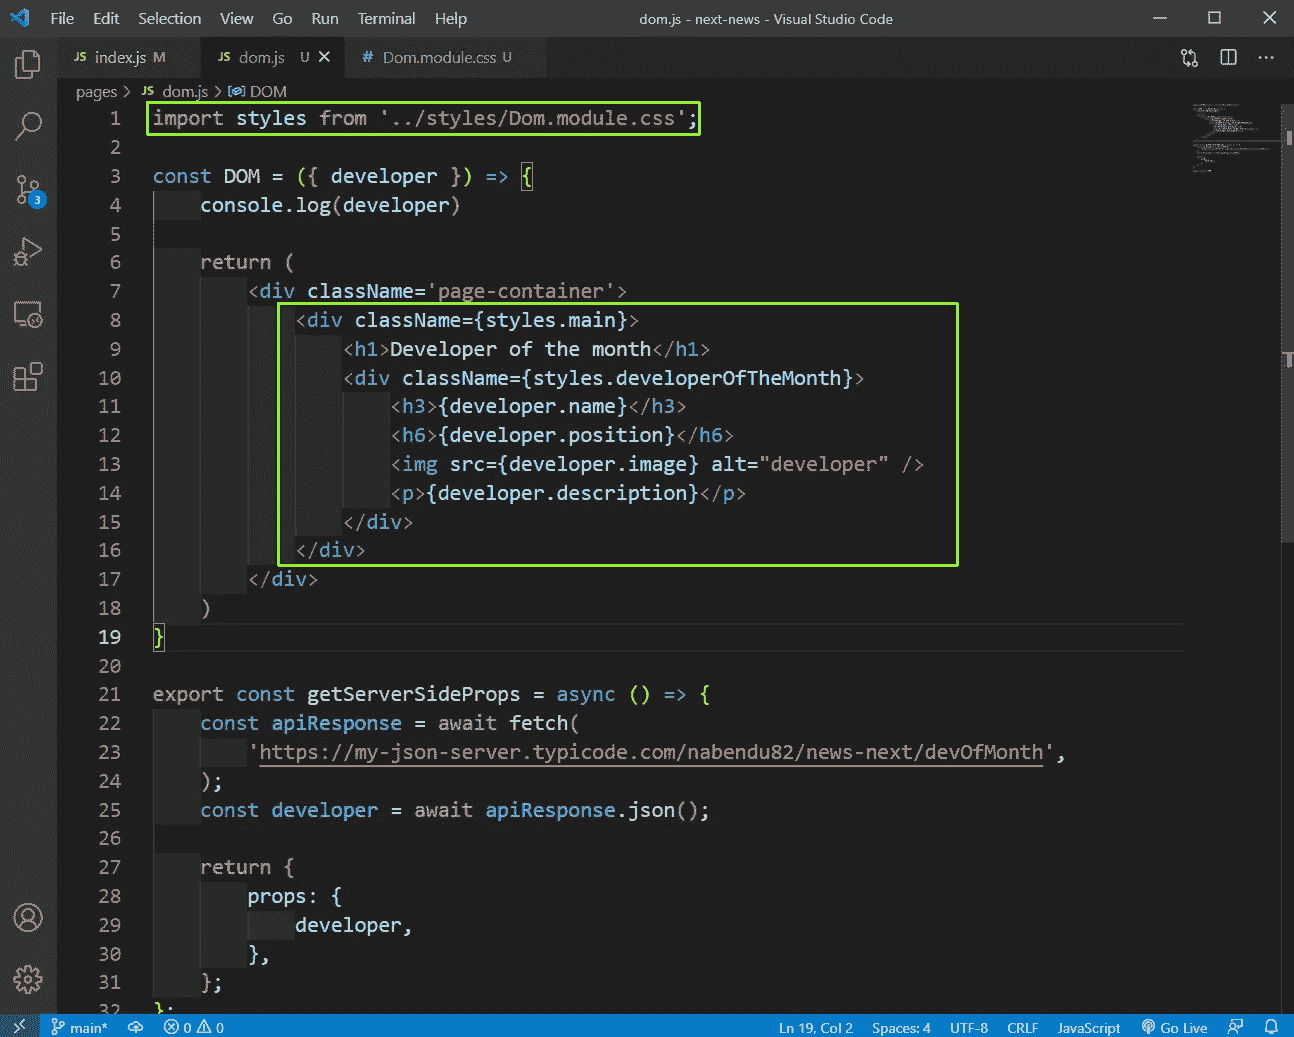 File Edit Selection View Go Run Terminal Help dom.js - next-news - Visual Studio Code
JS index.js M JS dom.js U # Dom.module.css U
pages > JS dom.js > DOM
1 import styles from '../styles/Dom.module.css';
2
3 const DOM = ({ developer }) => {
4 console.log(developer)
5
6 return (
7 <div className='page-container'>
8 <div className={styles.main}>
9 <h1>Developer of the month</h1>
10 <div className={styles.developerOfTheMonth}>
11 <h3>{developer.name}</h3>
12 <h6>{developer.position}</h6>
13 <img src={developer.image} alt="developer" />
14 <p>{developer.description}</p>
15 </div>
16 </div>
17 </div>
18 )
19 }
20
21 export const getServerSideProps = async () => {
22 const apiResponse = await fetch(
23 'https://my-json-server.typicode.com/nabendu82/news-next/devOfMonth',
24 );
25 const developer = await apiResponse.json();
26
27 return {
28 props: {
29 developer,
30 },
31 };
32 };
3
main* 0 0 Ln 19, Col 2 Spaces: 4 UTF-8 CRLF JavaScript Go Live